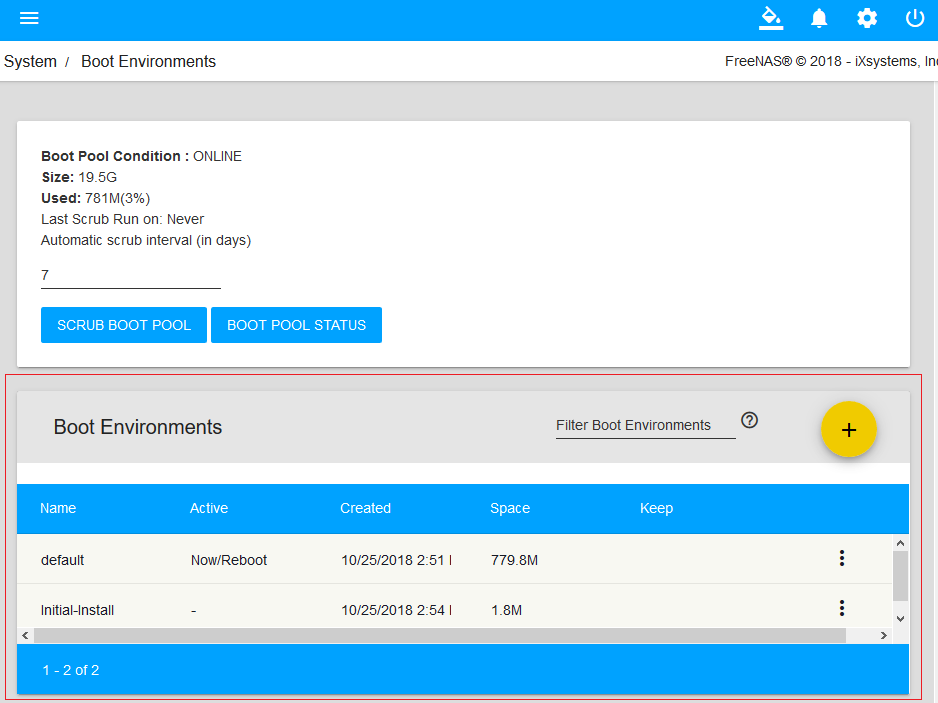 System / Boot Environments FreeNAS® © 2018 - iXsystems,
Boot Pool Condition : ONLINE
Size: 19.5G
Used: 781M(3%)
Last Scrub Run on: Never
Automatic scrub interval (in days)
7
SCRUB BOOT POOL BOOT POOL STATUS
Boot Environments Filter Boot Environments
Name Active Created Space Keep
default Now/Reboot 10/25/2018 2:51 779.8M
Initial-Install - 10/25/2018 2:54 1.8M
1 - 2 of 2